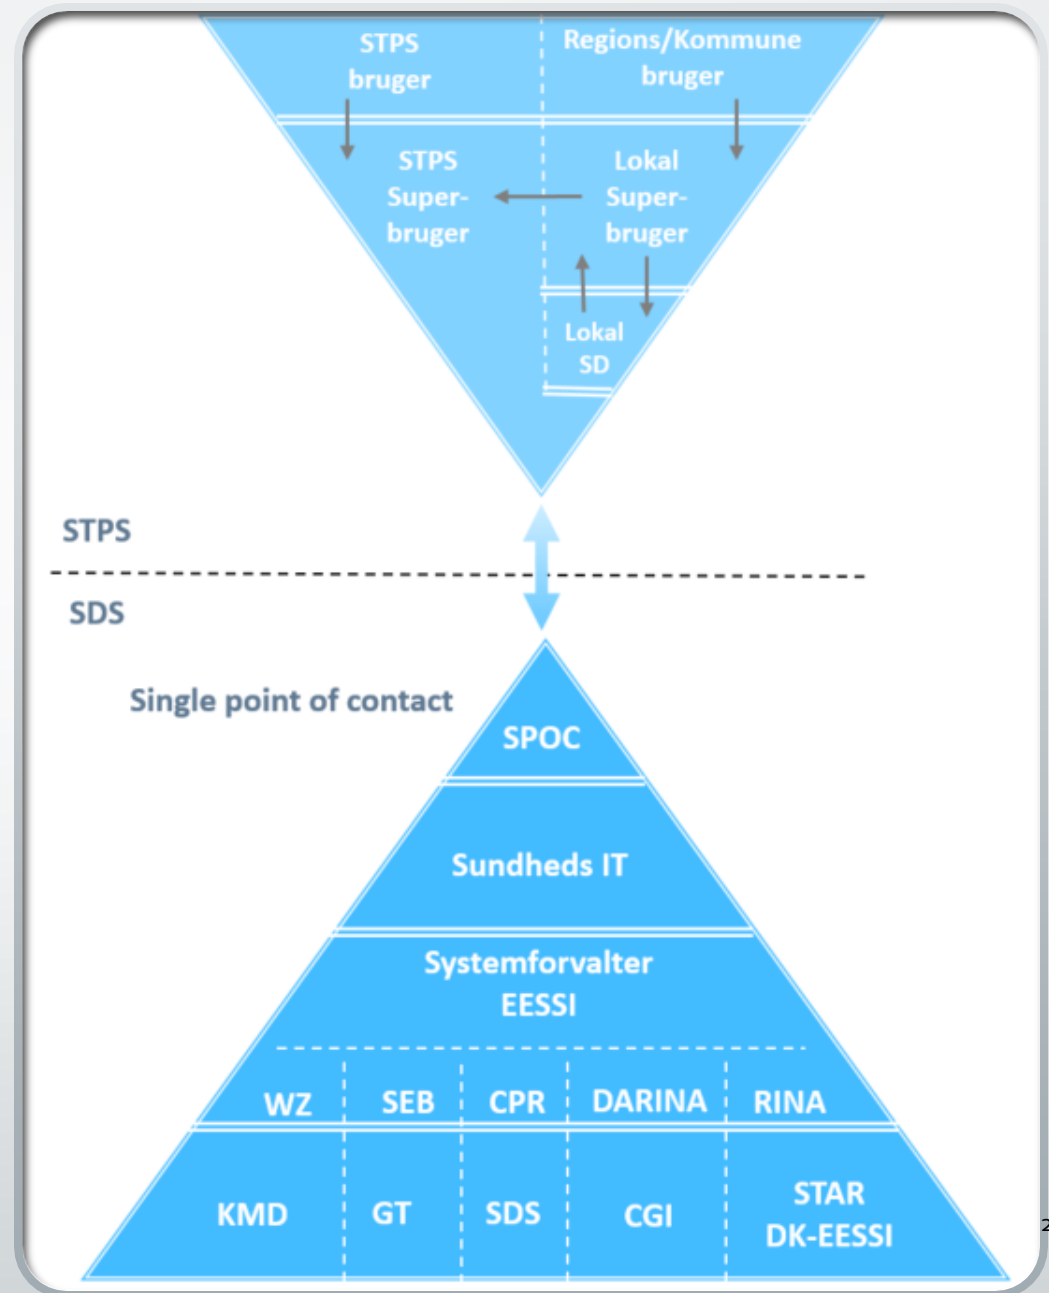 STPS
bruger
Regions/Kommune
bruger
STPS
Super-
bruger
Lokal
Super-
bruger
Lokal
SD
STPS
SDS
Single point of contact
SPOC
Sundheds IT
Systemforvalter
EESSI
WZ
SEB
CPR
DARINA
RINA
KMD
GT
SDS
CGI
STAR
DK-EESSI
2